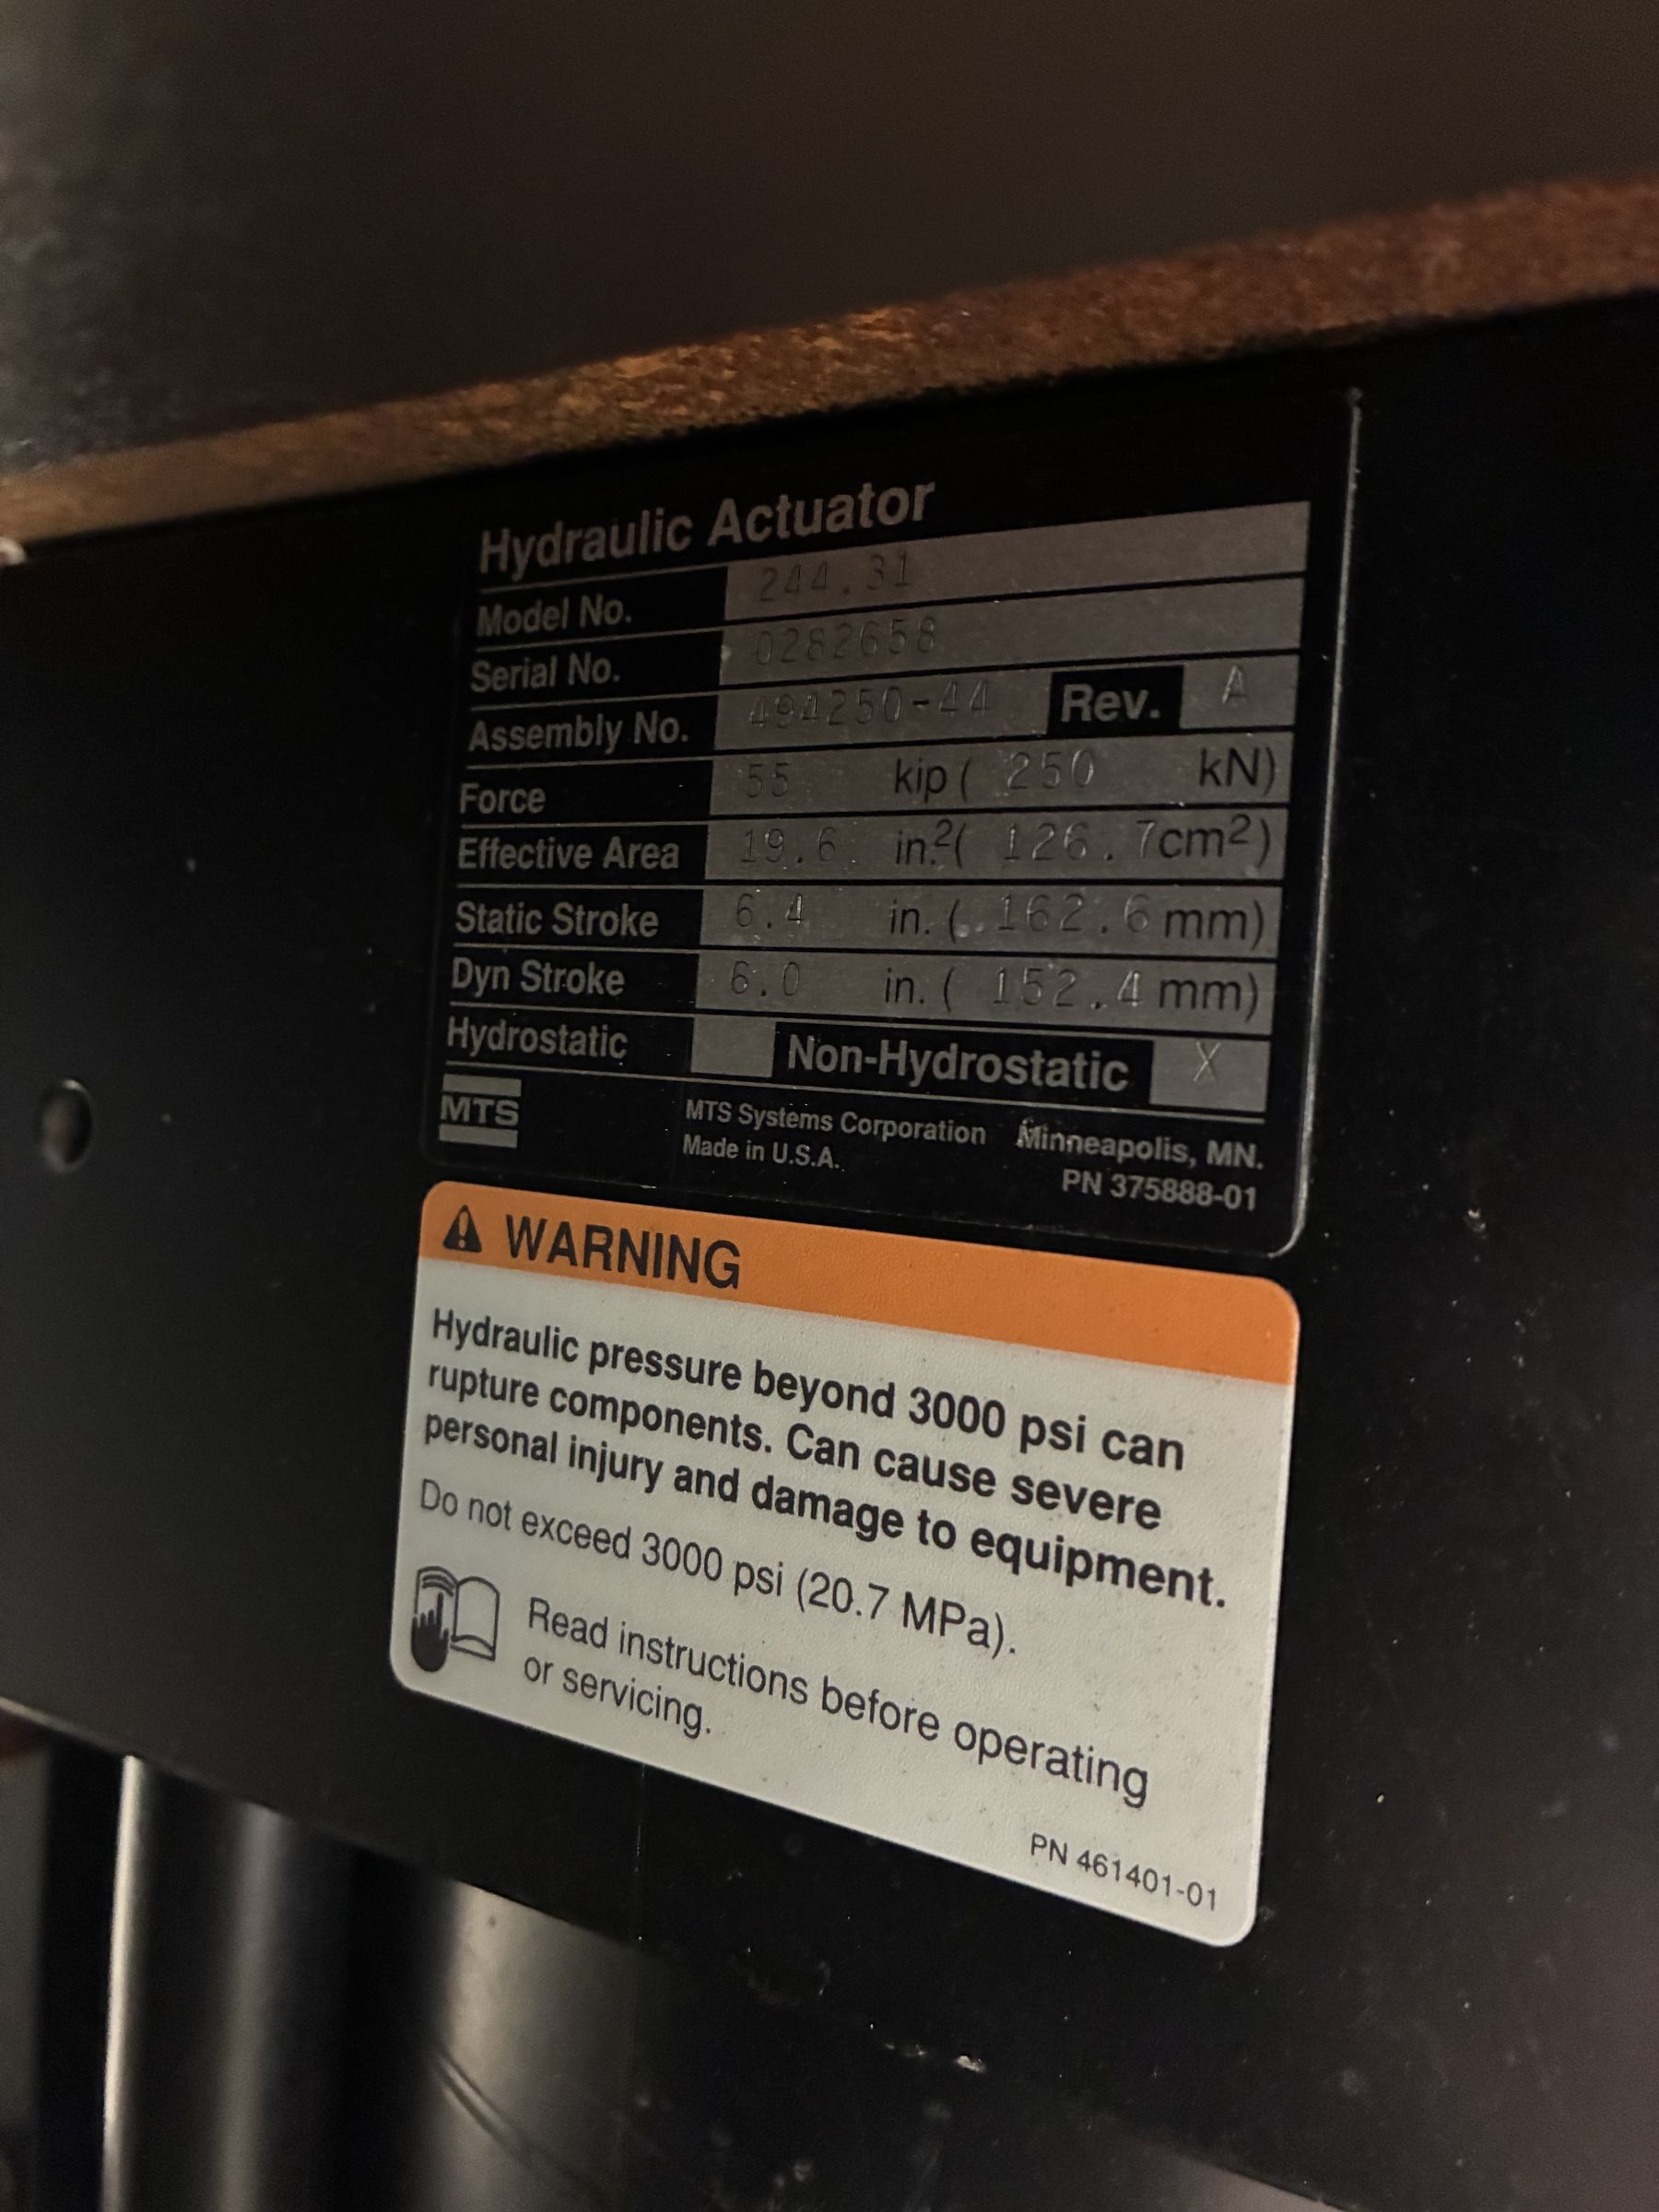 Hydraulic Actuator
Model No. 244.31
Serial No. 0282658
Assembly No. 494250-44 Rev. A
Force 55 kip ( 250 kN)
Effective Area 19.6 in.²( 126.7cm²)
Static Stroke 6.4 in. ( 162.6 mm)
Dyn Stroke 6.0 in. ( 152.4 mm)
Hydrostatic Non-Hydrostatic X
MTS MTS Systems Corporation Minneapolis, MN.
Made in U.S.A.
PN 375888-01
WARNING
Hydraulic pressure beyond 3000 psi can
rupture components. Can cause severe
personal injury and damage to equipment.
Do not exceed 3000 psi (20.7 MPa).
Read instructions before operating
or servicing.
PN 461401-01